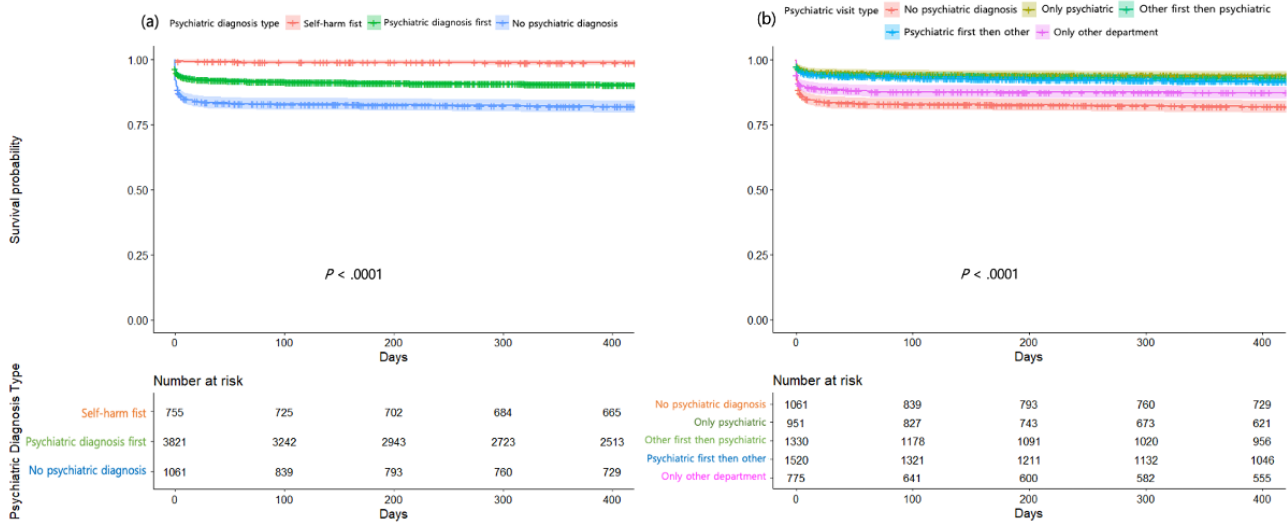 (a)
Psychiatric diagnosis type Self-harm fist Psychiatric diagnosis first No psychiatric diagnosis
Survival probability
1.00
0.75
0.50
0.25
0.00
P < .0001
0 100 200 300 400
Days
Psychiatric Diagnosis Type
Number at risk
Self-harm fist 755 725 702 684 665
Psychiatric diagnosis first 3821 3242 2943 2723 2513
No psychiatric diagnosis 1061 839 793 760 729
0 100 200 300 400
Days
(b)
Psychiatric visit type No psychiatric diagnosis Only psychiatric Other first then psychiatric
Psychiatric first then other Only other department
1.00
0.75
0.50
0.25
0.00
P < .0001
0 100 200 300 400
Days
Number at risk
No psychiatric diagnosis 1061 839 793 760 729
Only psychiatric 951 827 743 673 621
Other first then psychiatric 1330 1178 1091 1020 956
Psychiatric first then other 1520 1321 1211 1132 1046
Only other department 775 641 600 582 555
0 100 200 300 400
Days